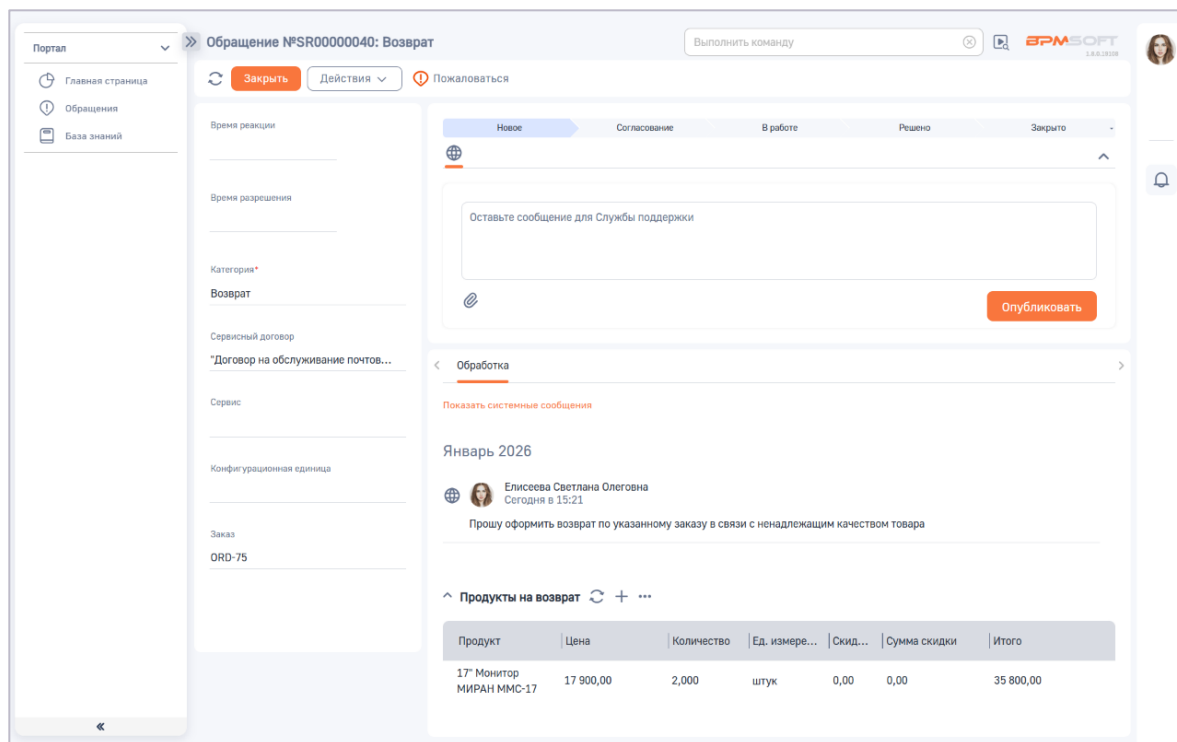 Портал
Главная страница
Обращения
База знаний
Обращение №SR00000040: Возврат
Выполнить команду
BPMSOFT
Закрыть
Действия
Пожаловаться
Время реакции
Время разрешения
Категория*
Возврат
Сервисный договор
"Договор на обслуживание почтов...
Сервис
Конфигурационная единица
Заказ
ORD-75
Новое
Согласование
В работе
Решено
Закрыто
Оставьте сообщение для Службы поддержки
Опубликовать
Обработка
Показать системные сообщения
Январь 2026
Елисеева Светлана Олеговна
Сегодня в 15:21
Прошу оформить возврат по указанному заказу в связи с ненадлежащим качеством товара
Продукты на возврат
Продукт Цена Количество Ед. измере... Скид... Сумма скидки Итого
17" Монитор
МИРАН ММС-17
17 900,00 2,000 штук 0,00 0,00 35 800,00